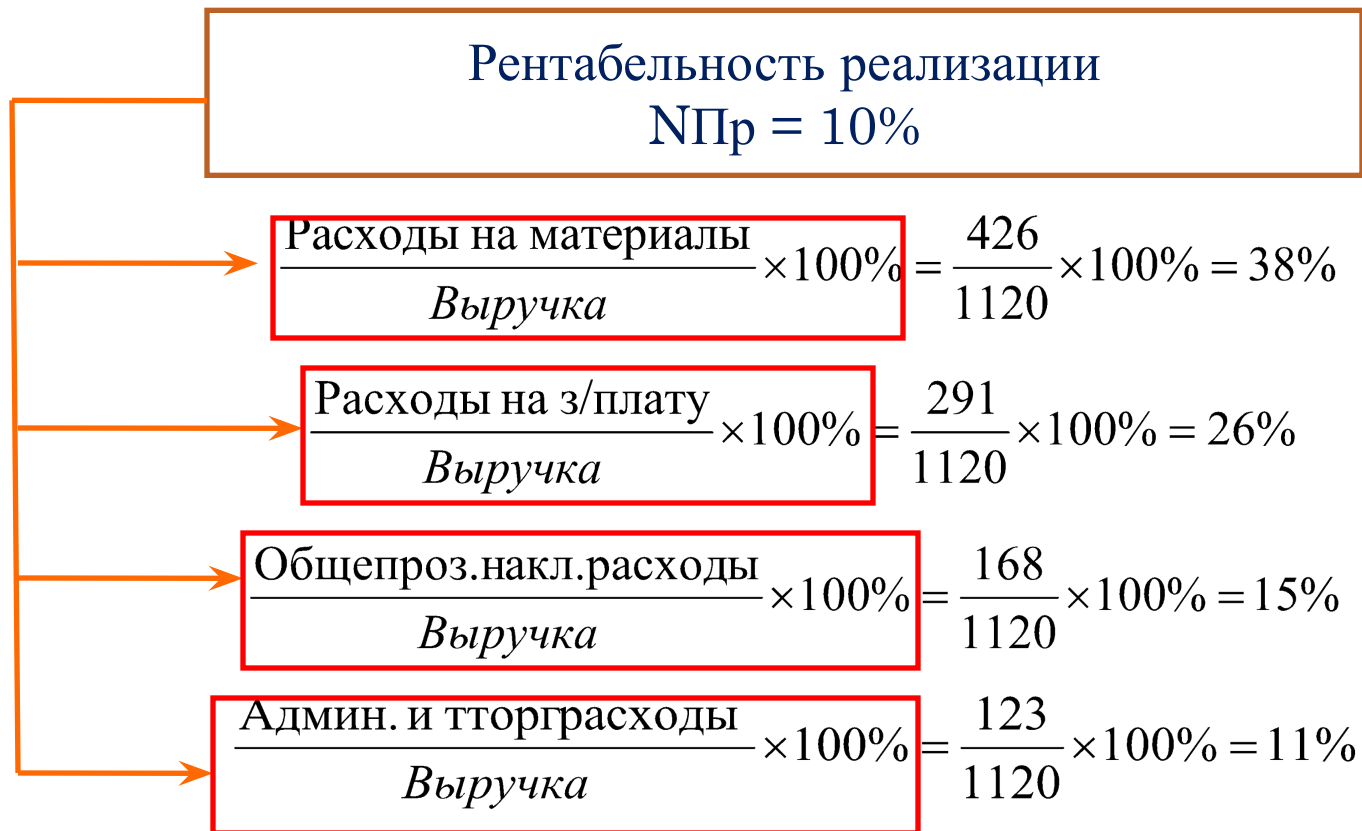 Рентабельность реализации
NПр = 10%
Расходы на материалы / Выручка ×100% = 426 / 1120 ×100% = 38%
Расходы на з/плату / Выручка ×100% = 291 / 1120 ×100% = 26%
Общепроз.накл.расходы / Выручка ×100% = 168 / 1120 ×100% = 15%
Админ. и тторграсходы / Выручка ×100% = 123 / 1120 ×100% = 11%